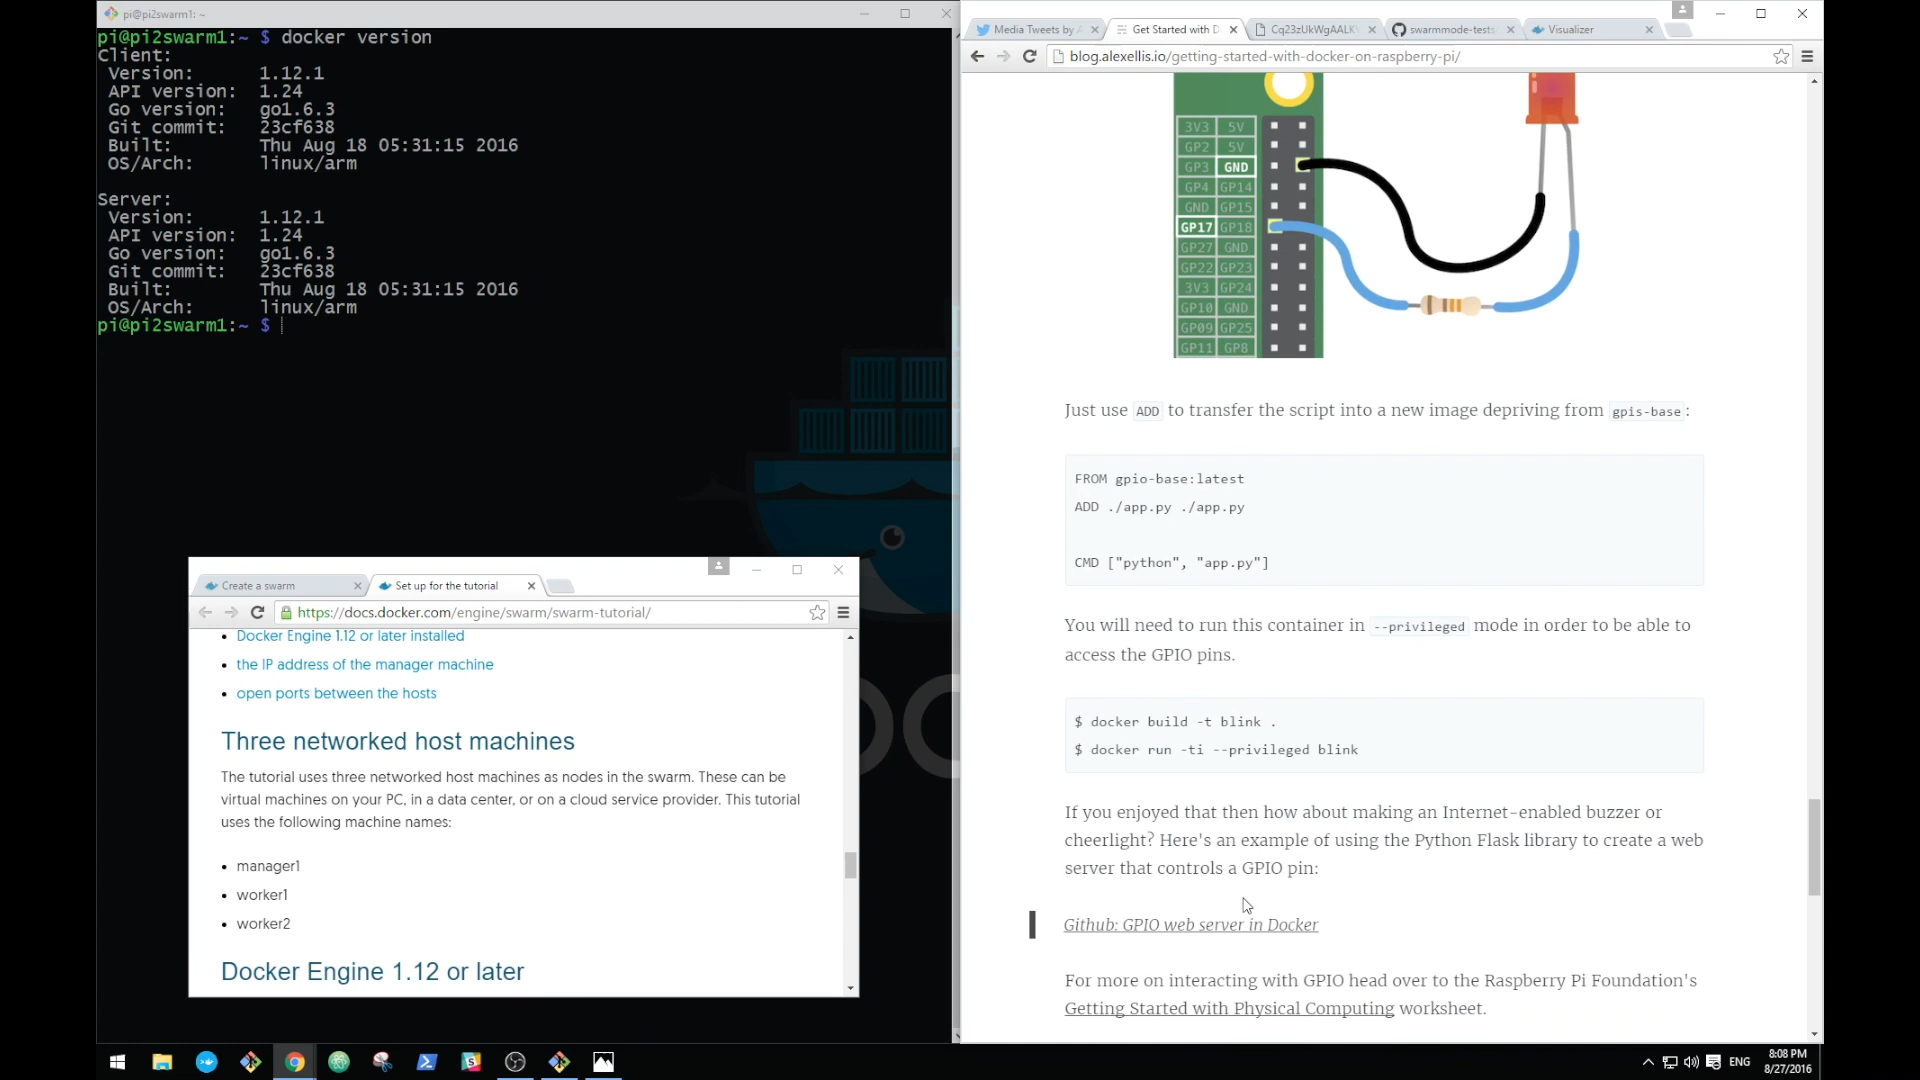 pi@pi2swarm1: ~
pi@pi2swarm1:~ $ docker version
Client:
Version: 1.12.1
API version: 1.24
Go version: go1.6.3
Git commit: 23cf638
Built: Thu Aug 18 05:31:15 2016
OS/Arch: linux/arm
Server:
Version: 1.12.1
API version: 1.24
Go version: go1.6.3
Git commit: 23cf638
Built: Thu Aug 18 05:31:15 2016
OS/Arch: linux/arm
pi@pi2swarm1:~ $
Create a swarm
Set up for the tutorial
https://docs.docker.com/engine/swarm/swarm-tutorial/
• Docker Engine 1.12 or later installed
• the IP address of the manager machine
• open ports between the hosts
Three networked host machines
The tutorial uses three networked host machines as nodes in the swarm. These can be
virtual machines on your PC, in a data center, or on a cloud service provider. This tutorial
uses the following machine names:
• manager1
• worker1
• worker2
Docker Engine 1.12 or later
Media Tweets by A
Get Started with D
Cq23zUkWgAALK
swarmmode-tests
Visualizer
blog.alexellis.io/getting-started-with-docker-on-raspberry-pi/
3V3 5V
GP2 5V
GP3 GND
GP4 GP14
GND GP15
GP17 GP18
GP27 GND
GP22 GP23
3V3 GP24
GP10 GND
GP09 GP25
GP11 GP8
Just use ADD to transfer the script into a new image depriving from gpis-base:
FROM gpio-base:latest
ADD ./app.py ./app.py
CMD ["python", "app.py"]
You will need to run this container in --privileged mode in order to be able to
access the GPIO pins.
$ docker build -t blink .
$ docker run -ti --privileged blink
If you enjoyed that then how about making an Internet-enabled buzzer or
cheerlight? Here's an example of using the Python Flask library to create a web
server that controls a GPIO pin:
Github: GPIO web server in Docker
For more on interacting with GPIO head over to the Raspberry Pi Foundation's
Getting Started with Physical Computing worksheet.
ENG
8:08 PM
8/27/2016